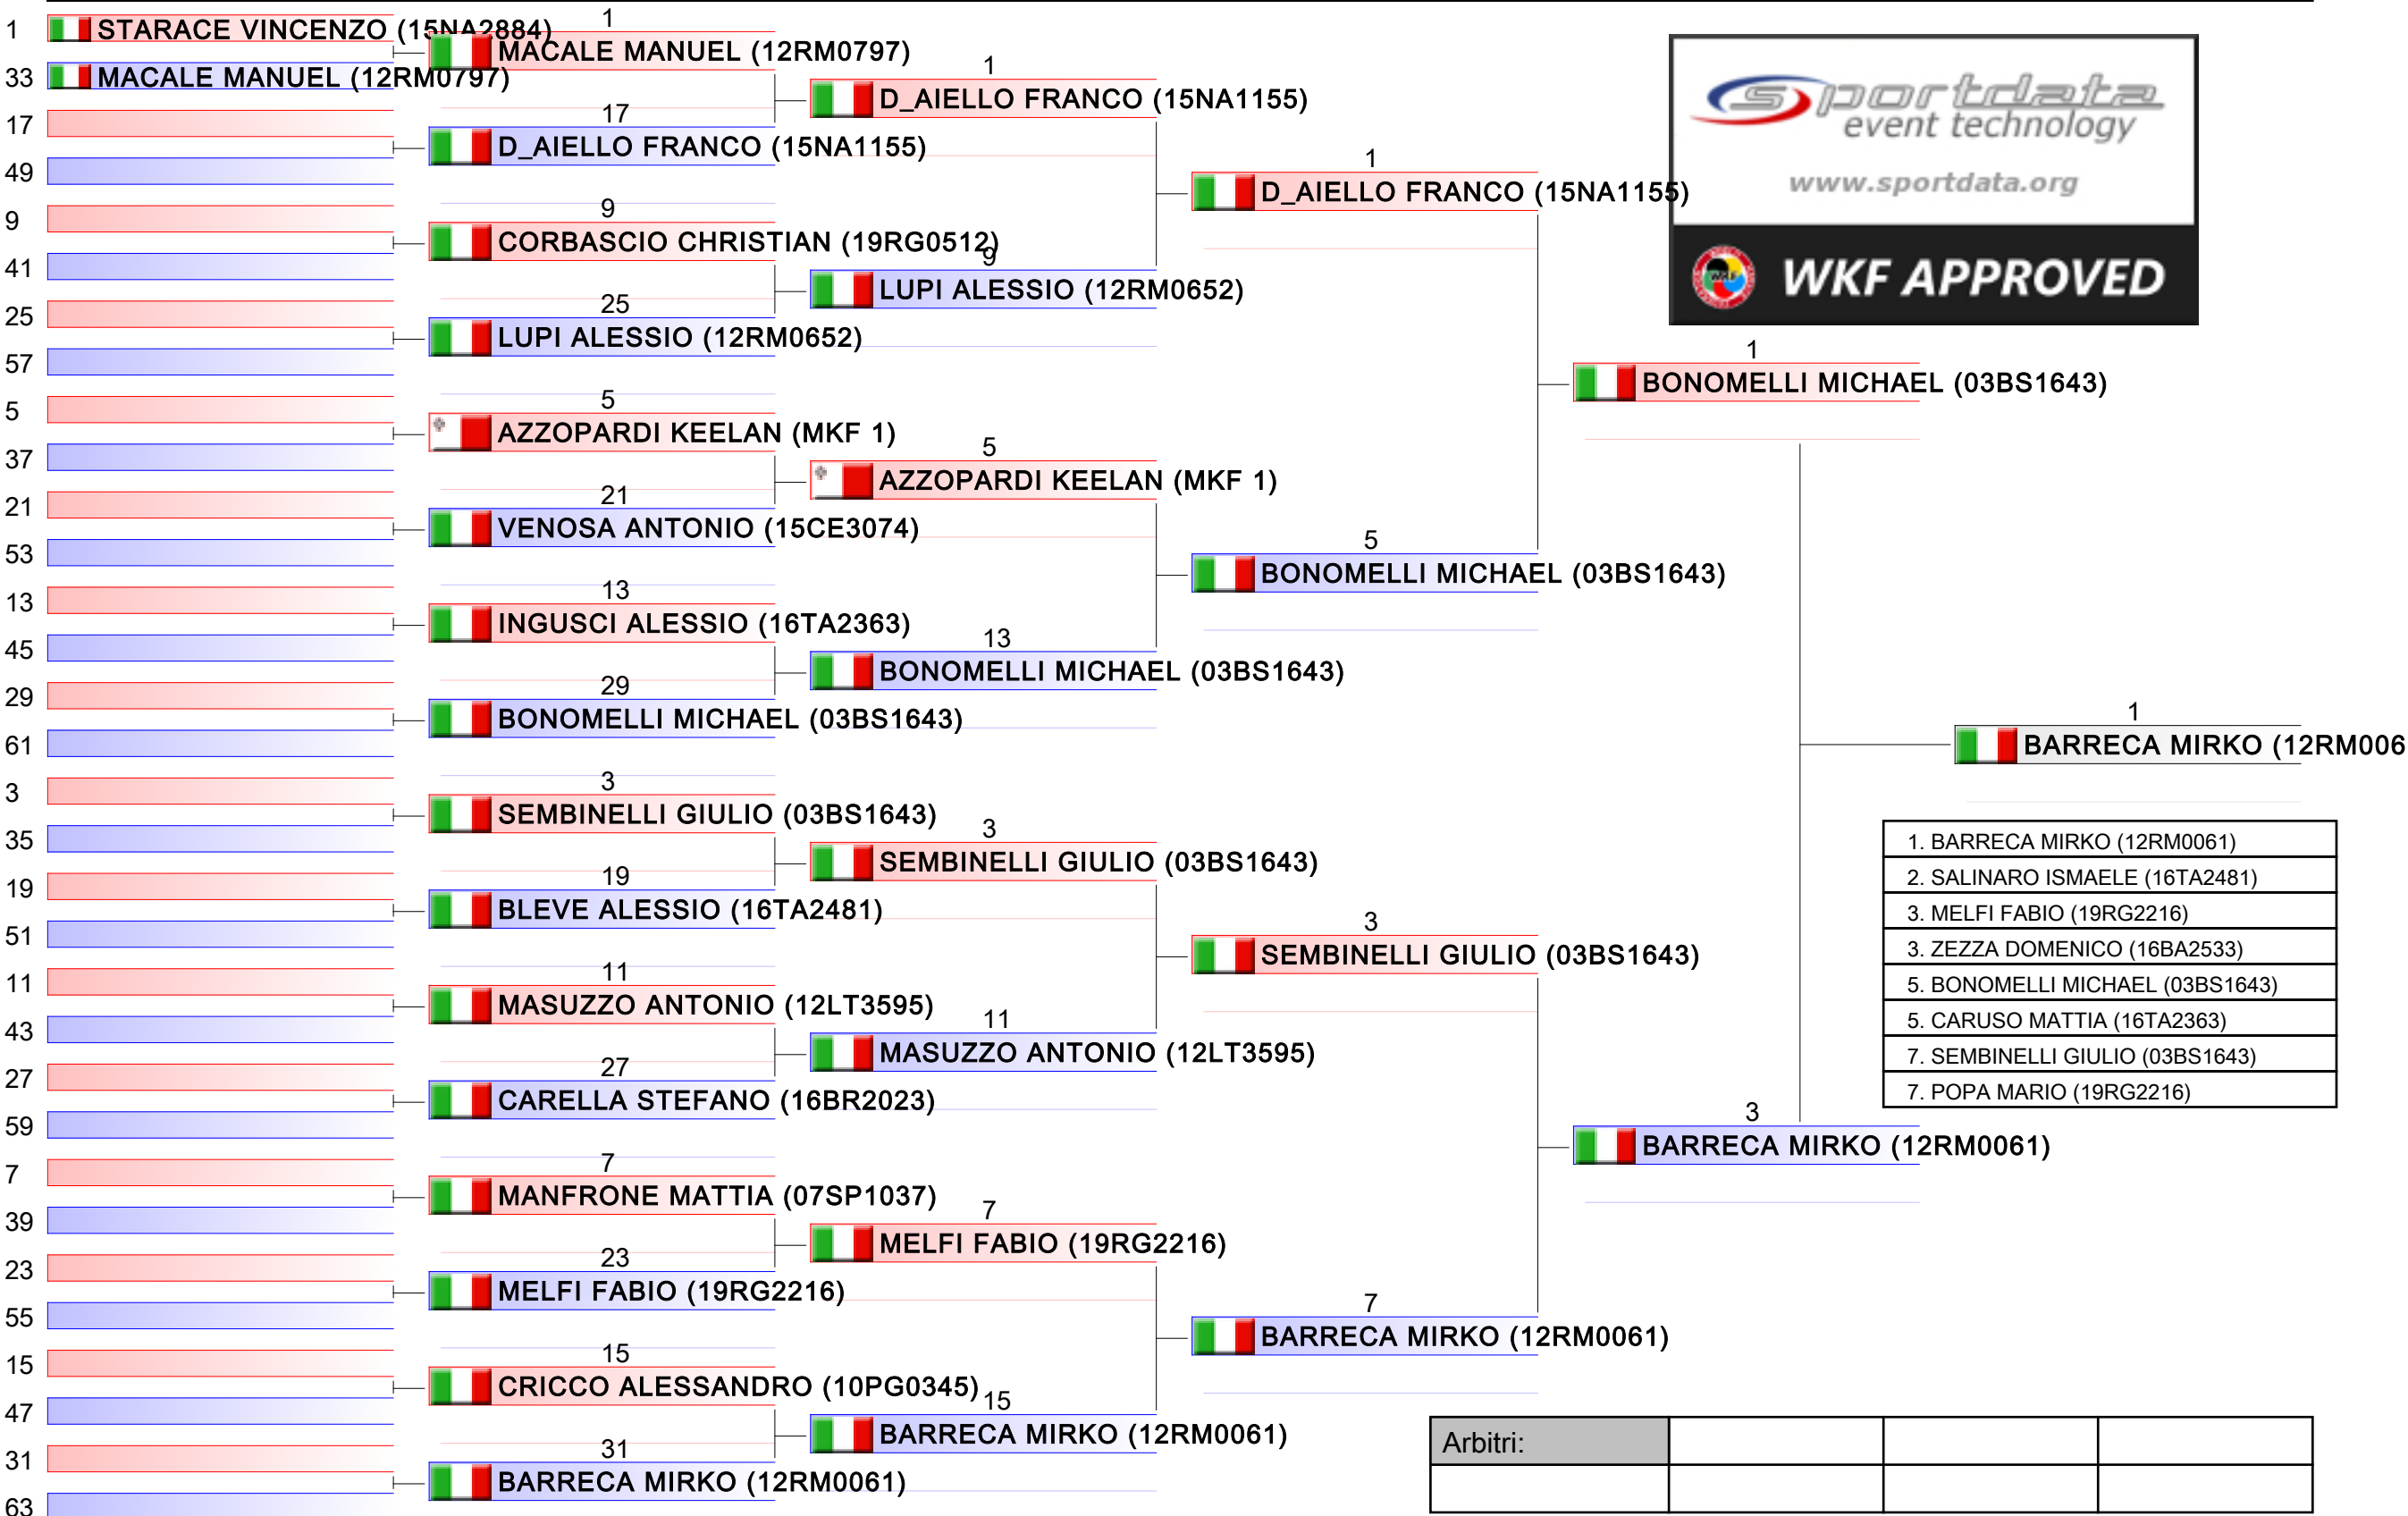 1
STARACE VINCENZO (15NA2884)
33
MACALE MANUEL (12RM0797)
17
49
9
41
25
57
5
37
21
53
13
45
29
61
3
35
19
51
11
43
27
59
7
39
23
55
15
47
31
63
1
MACALE MANUEL (12RM0797)
17
D_AIELLO FRANCO (15NA1155)
9
CORBASCIO CHRISTIAN (19RG0512)
25
LUPI ALESSIO (12RM0652)
5
AZZOPARDI KEELAN (MKF 1)
21
VENOSA ANTONIO (15CE3074)
13
INGUSCI ALESSIO (16TA2363)
29
BONOMELLI MICHAEL (03BS1643)
3
SEMBINELLI GIULIO (03BS1643)
19
BLEVE ALESSIO (16TA2481)
11
MASUZZO ANTONIO (12LT3595)
27
CARELLA STEFANO (16BR2023)
7
MANFRONE MATTIA (07SP1037)
23
MELFI FABIO (19RG2216)
15
CRICCO ALESSANDRO (10PG0345)
31
BARRECA MIRKO (12RM0061)
1
D_AIELLO FRANCO (15NA1155)
9
LUPI ALESSIO (12RM0652)
5
AZZOPARDI KEELAN (MKF 1)
13
BONOMELLI MICHAEL (03BS1643)
3
SEMBINELLI GIULIO (03BS1643)
11
MASUZZO ANTONIO (12LT3595)
7
MELFI FABIO (19RG2216)
15
BARRECA MIRKO (12RM0061)
1
D_AIELLO FRANCO (15NA1155)
5
BONOMELLI MICHAEL (03BS1643)
3
SEMBINELLI GIULIO (03BS1643)
7
BARRECA MIRKO (12RM0061)
1
BONOMELLI MICHAEL (03BS1643)
3
BARRECA MIRKO (12RM0061)
1
BARRECA MIRKO (12RM006
sportdata
event technology
www.sportdata.org
WKF APPROVED
1. BARRECA MIRKO (12RM0061)
2. SALINARO ISMAELE (16TA2481)
3. MELFI FABIO (19RG2216)
3. ZEZZA DOMENICO (16BA2533)
5. BONOMELLI MICHAEL (03BS1643)
5. CARUSO MATTIA (16TA2363)
7. SEMBINELLI GIULIO (03BS1643)
7. POPA MARIO (19RG2216)
Arbitri: